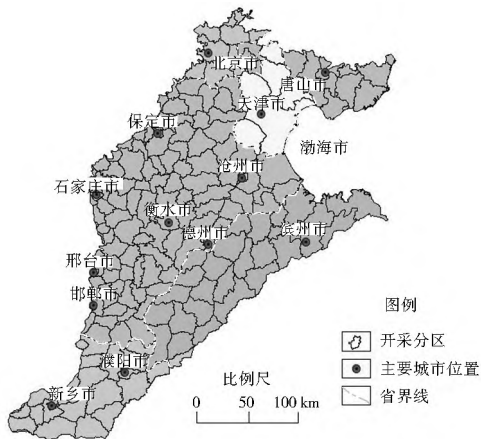 北京市
唐山市
天津市
保定市
渤海市
沧州市
石家庄市
衡水市
德州市
滨州市
邢台市
邯郸市
图例
开采分区
濮阳市
比例尺
主要城市位置
新乡市
0 50 100 km
省界线